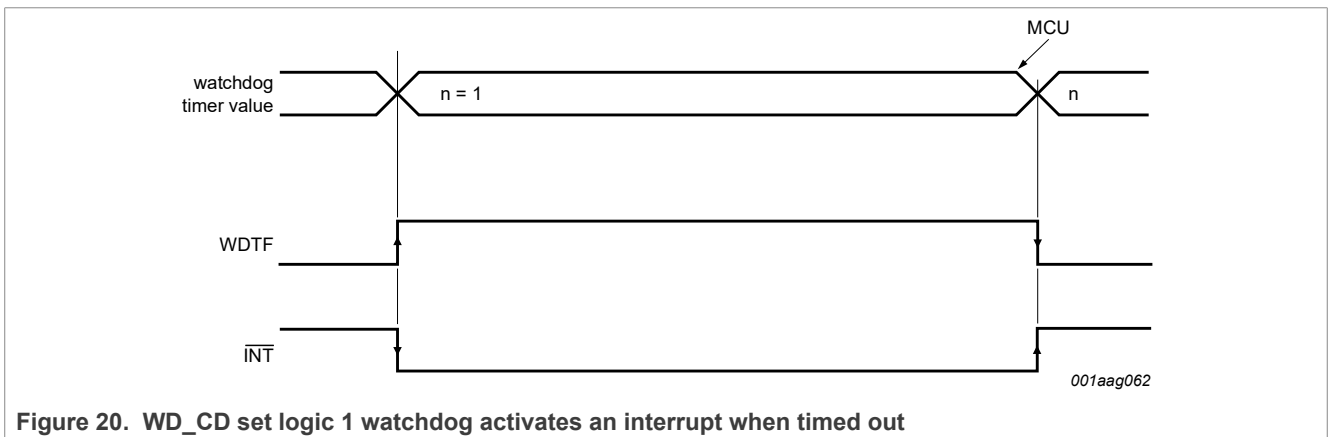 MCU
watchdog
timer value
n = 1
n
WDTF
INT
001aag062
Figure 20. WD_CD set logic 1 watchdog activates an interrupt when timed out